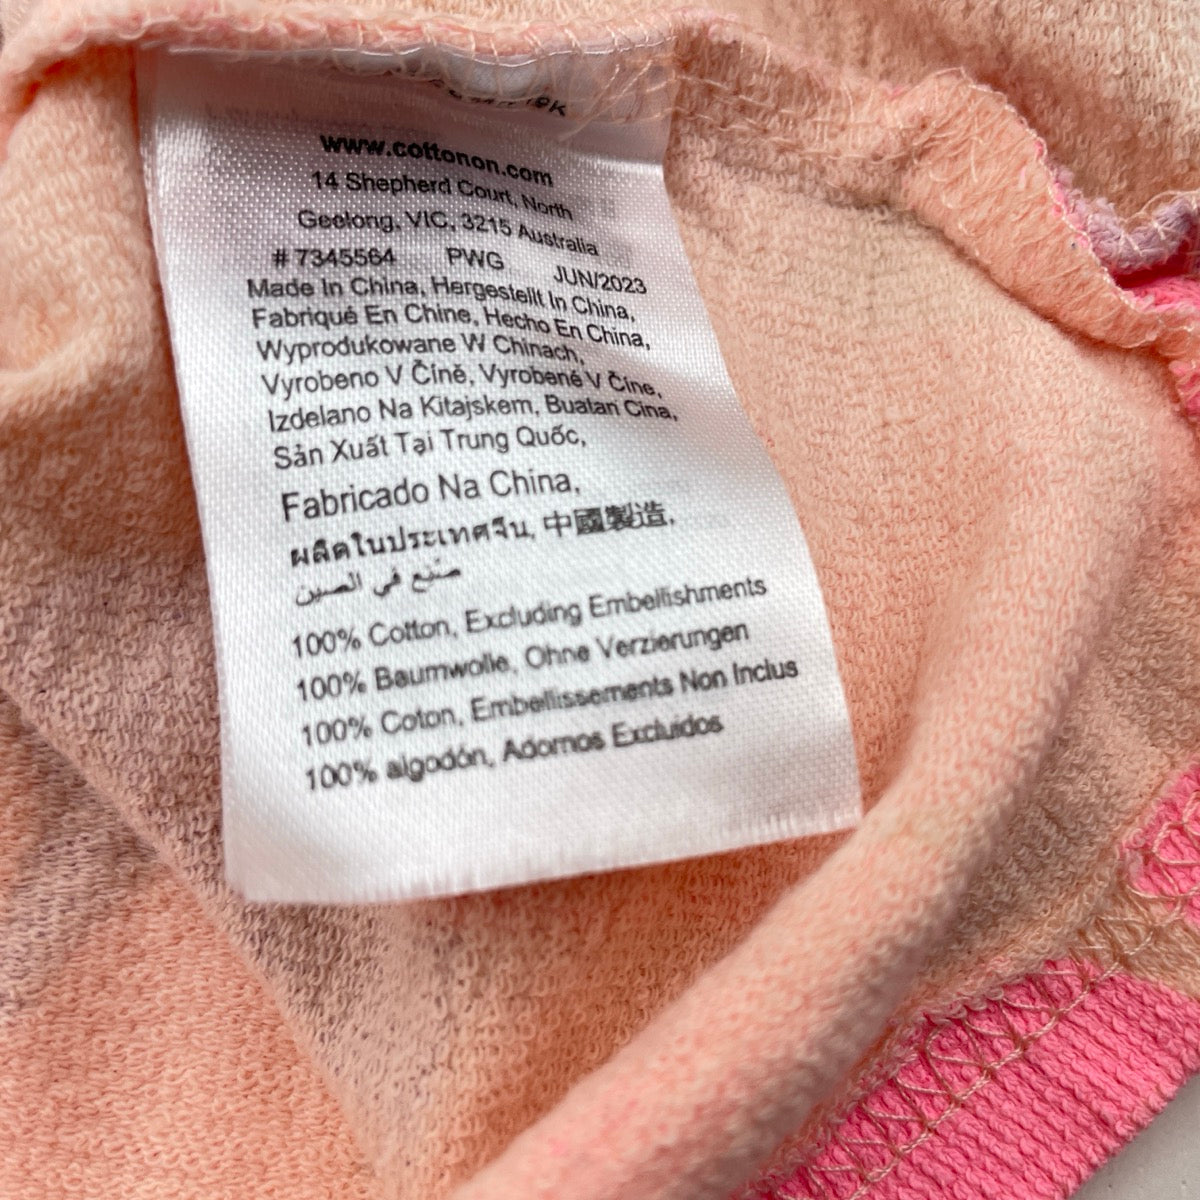 www.cottonon.com
14 Shepherd Court, North
Geelong, VIC, 3215 Australia
# 7345564 PWG JUN/2023
Made In China, Hergestellt In China,
Fabriqué En Chine, Hecho En China,
Wyprodukowane W Chinach,
Vyrobeno V Čině, Vyrobené V Čine,
Izdelano Na Kitajskem, Buatan Cina,
Sản Xuất Tại Trung Quốc,
Fabricado Na China,
ผลิตในประเทศจีน, 中國製造,
صنع في الصين
100% Cotton, Excluding Embellishments
100% Baumwolle, Ohne Verzierungen
100% Coton, Embellissements Non Inclus
100% algodón, Adornos Excluidos